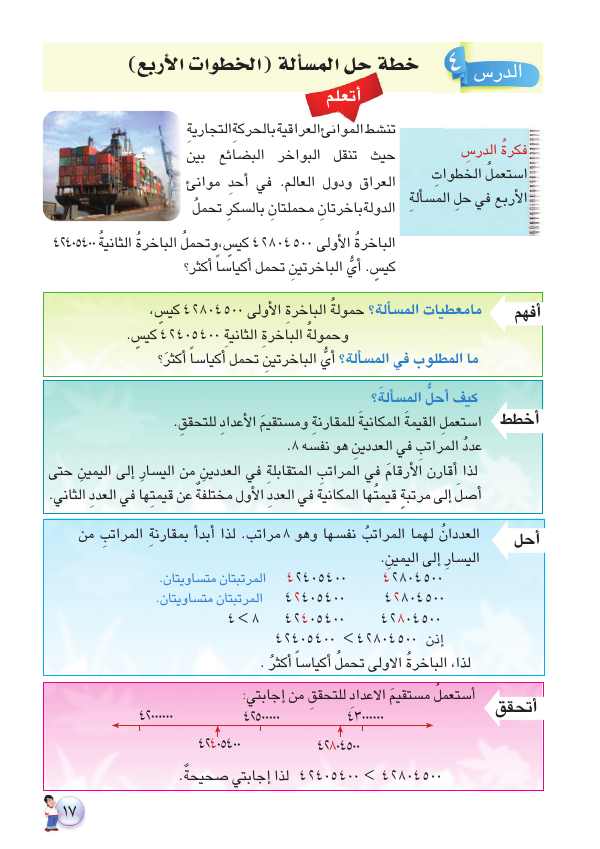 الدرس ٤
خطة حل المسألة (الخطوات الأربع)
أتعلم
فكرةُ الدرسِ
استعملُ الخطواتِ
الأربع في حلِ المسألةِ
تنشط الموانئ العراقية بالحركةِ التجاريةِ
حيث تنقل البواخر البضائع بين
العراق ودول العالم. في أحدِ موانئ
الدولة باخرتانِ محملتانِ بالسكرِ تحملُ
الباخرةُ الأولى ٤٢٨٠٤٥٠٠ كيسٍ، وتحملُ الباخرةُ الثانيةُ ٤٢٤٠٥٤٠٠
كيسٍ. أيُّ الباخرتينِ تحمل أكياساً أكثر؟
أفهم
مامعطيات المسألة؟ حمولةُ الباخرةِ الأولى ٤٢٨٠٤٥٠٠ كيسٍ،
وحمولةُ الباخرةِ الثانيةِ ٤٢٤٠٥٤٠٠ كيسٍ.
ما المطلوب في المسألة؟ أيُّ الباخرتينِ تحمل أكياساً أكثرَ؟
أخطط
كيف أحلُّ المسألةَ؟
استعملِ القيمةَ المكانيةَ للمقارنةِ ومستقيمَ الأعدادِ للتحققِ.
عددُ المراتبِ في العددينِ هو نفسه ٨.
لذا أقارن الأرقامَ في المراتبِ المتقابلةِ في العددينِ من اليسارِ إلى اليمينِ حتى
أصلَ إلى مرتبةٍ قيمتُها المكانية في العددِ الأول مختلفةٌ عن قيمتِها في العددِ الثاني.
أحل
العددانُ لهما المراتبُ نفسها وهو ٨ مراتب. لذا أبدأ بمقارنةِ المراتبِ من
اليسارِ إلى اليمينِ.
٤٢٨٠٤٥٠٠ ٤٢٤٠٥٤٠٠ المرتبتان متساويتان.
٤٢٨٠٤٥٠٠ ٤٢٤٠٥٤٠٠ المرتبتان متساويتان.
٤٢٨٠٤٥٠٠ ٤٢٤٠٥٤٠٠ ٨ > ٤
إذن ٤٢٨٠٤٥٠٠ > ٤٢٤٠٥٤٠٠
لذا، الباخرةُ الاولى تحملُ أكياساً أكثرُ .
أتحقق
أستعملُ مستقيمَ الاعدادِ للتحققِ من إجابتي:
٤٢٠٠٠٠٠٠ ٤٢٥٠٠٠٠٠ ٤٣٠٠٠٠٠٠
٤٢٤٠٥٤٠٠ ٤٢٨٠٤٥٠٠
٤٢٨٠٤٥٠٠ > ٤٢٤٠٥٤٠٠ لذا إجابتي صحيحةٌ.
١٧